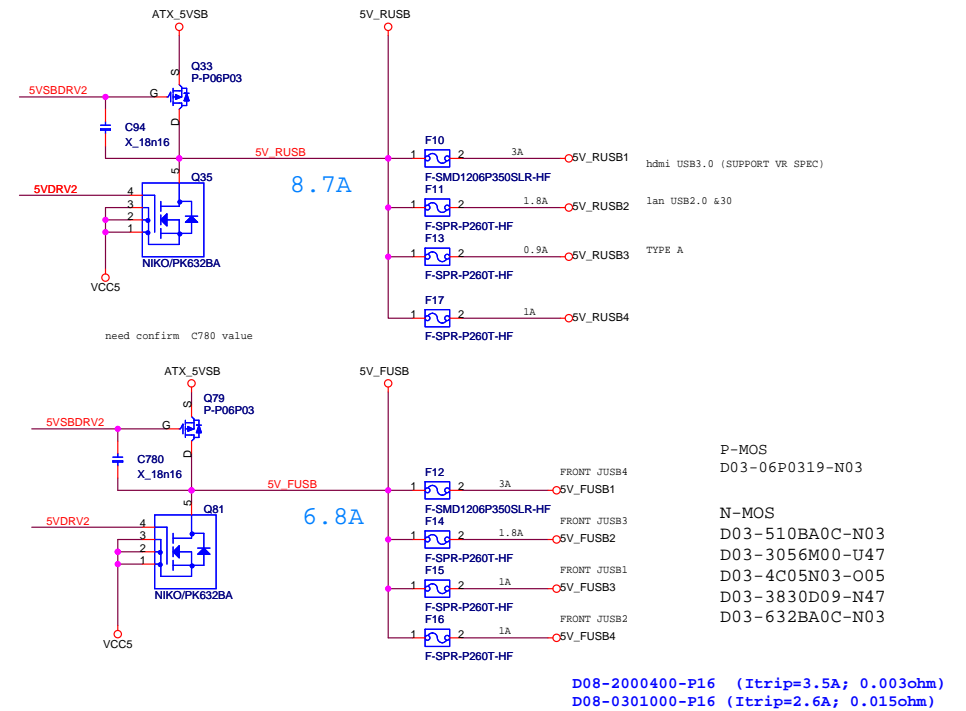 ATX_5VSB
5V_RUSB
S
Q33
P-P06P03
5VSBDRV2
G
D
C94
X_18n16
5V_RUSB
F10
1
2
3A
5V_RUSB1
hdmi USB3.0 (SUPPORT VR SPEC)
F-SMD1206P350SLR-HF
5
Q35
8.7A
5VDRV2
4
3
2
1
F11
1
2
1.8A
5V_RUSB2
lan USB2.0 &30
F-SPR-P260T-HF
F13
1
2
0.9A
5V_RUSB3
TYPE A
F-SPR-P260T-HF
NIKO/PK632BA
VCC5
F17
1
2
1A
5V_RUSB4
F-SPR-P260T-HF
need confirm C780 value
ATX_5VSB
5V_FUSB
S
Q79
P-P06P03
5VSBDRV2
G
D
C780
X_18n16
5V_FUSB
F12
1
2
3A
FRONT JUSB4
5V_FUSB1
F-SMD1206P350SLR-HF
5
Q81
6.8A
5VDRV2
4
3
2
1
F14
1
2
1.8A
FRONT JUSB3
5V_FUSB2
F-SPR-P260T-HF
F15
1
2
1A
FRONT JUSB1
5V_FUSB3
F-SPR-P260T-HF
NIKO/PK632BA
VCC5
F16
1
2
1A
FRONT JUSB2
5V_FUSB4
F-SPR-P260T-HF
P-MOS
D03-06P0319-N03
N-MOS
D03-510BA0C-N03
D03-3056M00-U47
D03-4C05N03-O05
D03-3830D09-N47
D03-632BA0C-N03
D08-2000400-P16 (Itrip=3.5A; 0.003ohm)
D08-0301000-P16 (Itrip=2.6A; 0.015ohm)